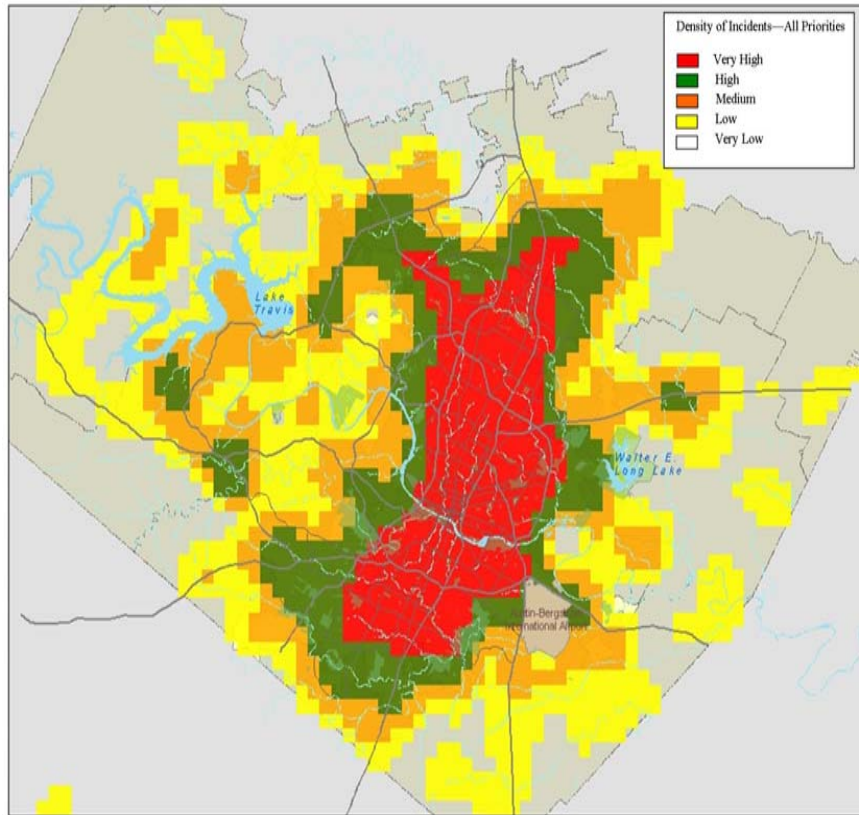 Density of Incidents—All Priorities
Very High
High
Medium
Low
Very Low
Lake
Travis
Walter E.
Long Lake
International Airport